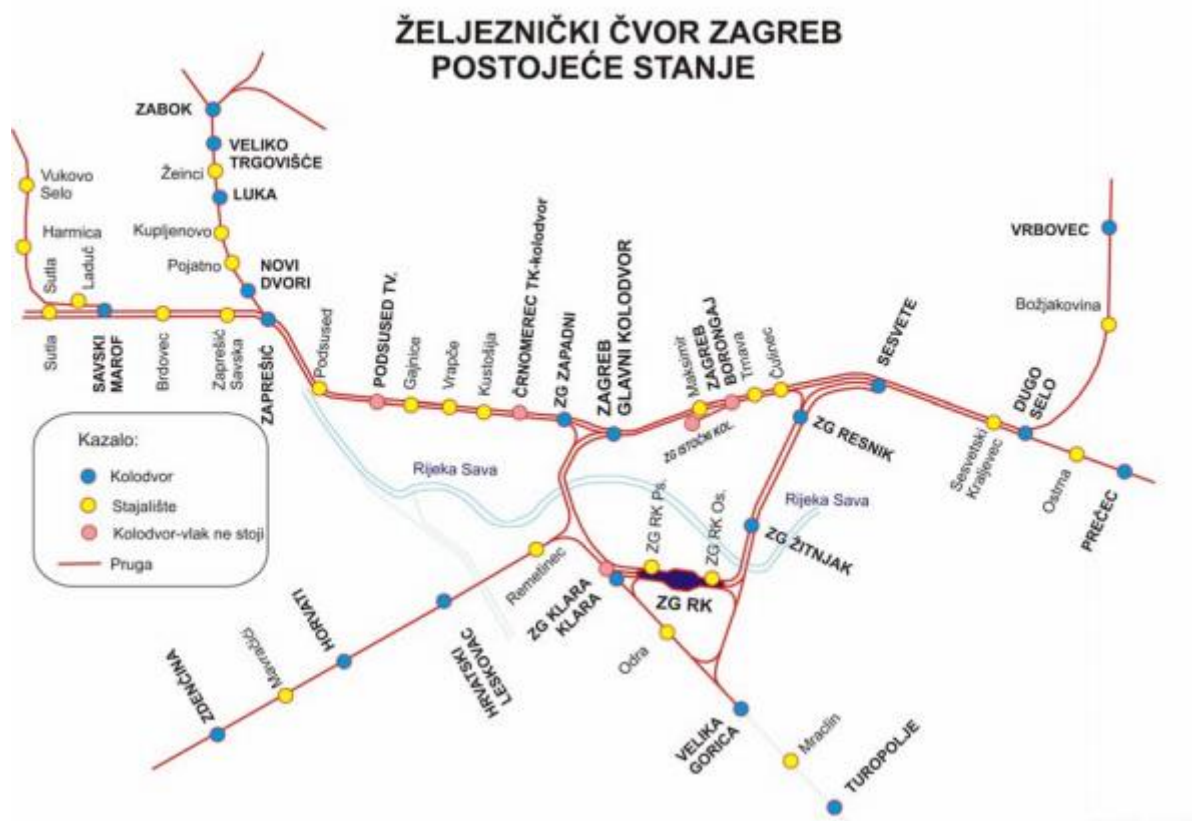 ŽELJEZNIČKI ČVOR ZAGREB
POSTOJEĆE STANJE
ZABOK
VELIKO
TRGOVIŠĆE
Žeinci
LUKA
Kupljenovo
Pojatno
NOVI
DVORI
Vukovo
Selo
Harmica
Sutla
Laduč
Sutla
SAVSKI
MAROF
Brdovec
Zaprešić
Savska
ZAPREŠIĆ
Podsused
PODSUSED TV.
Gajnice
Vrapče
Kustošija
ČRNOMEREC TK-kolodvor
ZG ZAPADNI
ZAGREB
GLAVNI KOLODVOR
Maksimir
ZAGREB
BORONGAJ
Trnava
Čulinec
ZG ISTOČKI KOL.
SESVETE
ZG RESNIK
VRBOVEC
Božjakovina
DUGO
SELO
Sesvetski
Kraljevec
Ostrna
PREČEC
Kazalo:
Kolodvor
Stajalište
Kolodvor-vlak ne stoji
Pruga
Rijeka Sava
Rijeka Sava
ZG RK Ps.
ZG RK Os.
ZG ŽITNJAK
ZG RK
Remetinec
ZG KLARA
KLARA
Odra
HORVATI
Mavračići
ZDENČINA
HRVATSKI
LESKOVAC
VELIKA
GORICA
Mraclin
TUROPOLJE